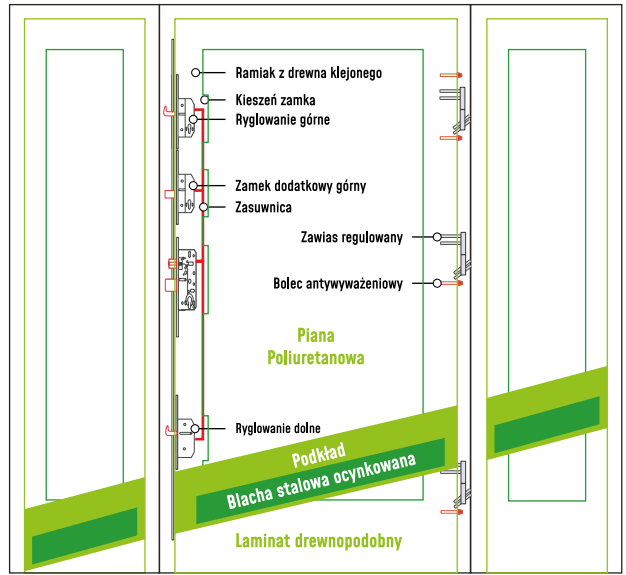 Ramiak z drewna klejonego
Kieszeń zamka
Ryglowanie górne
Zamek dodatkowy górny
Zasuwnica
Zawias regulowany
Bolec antywyważeniowy
Piana
Poliuretanowa
Ryglowanie dolne
Podkład
Blacha stalowa ocynkowana
Laminat drewnopodobny